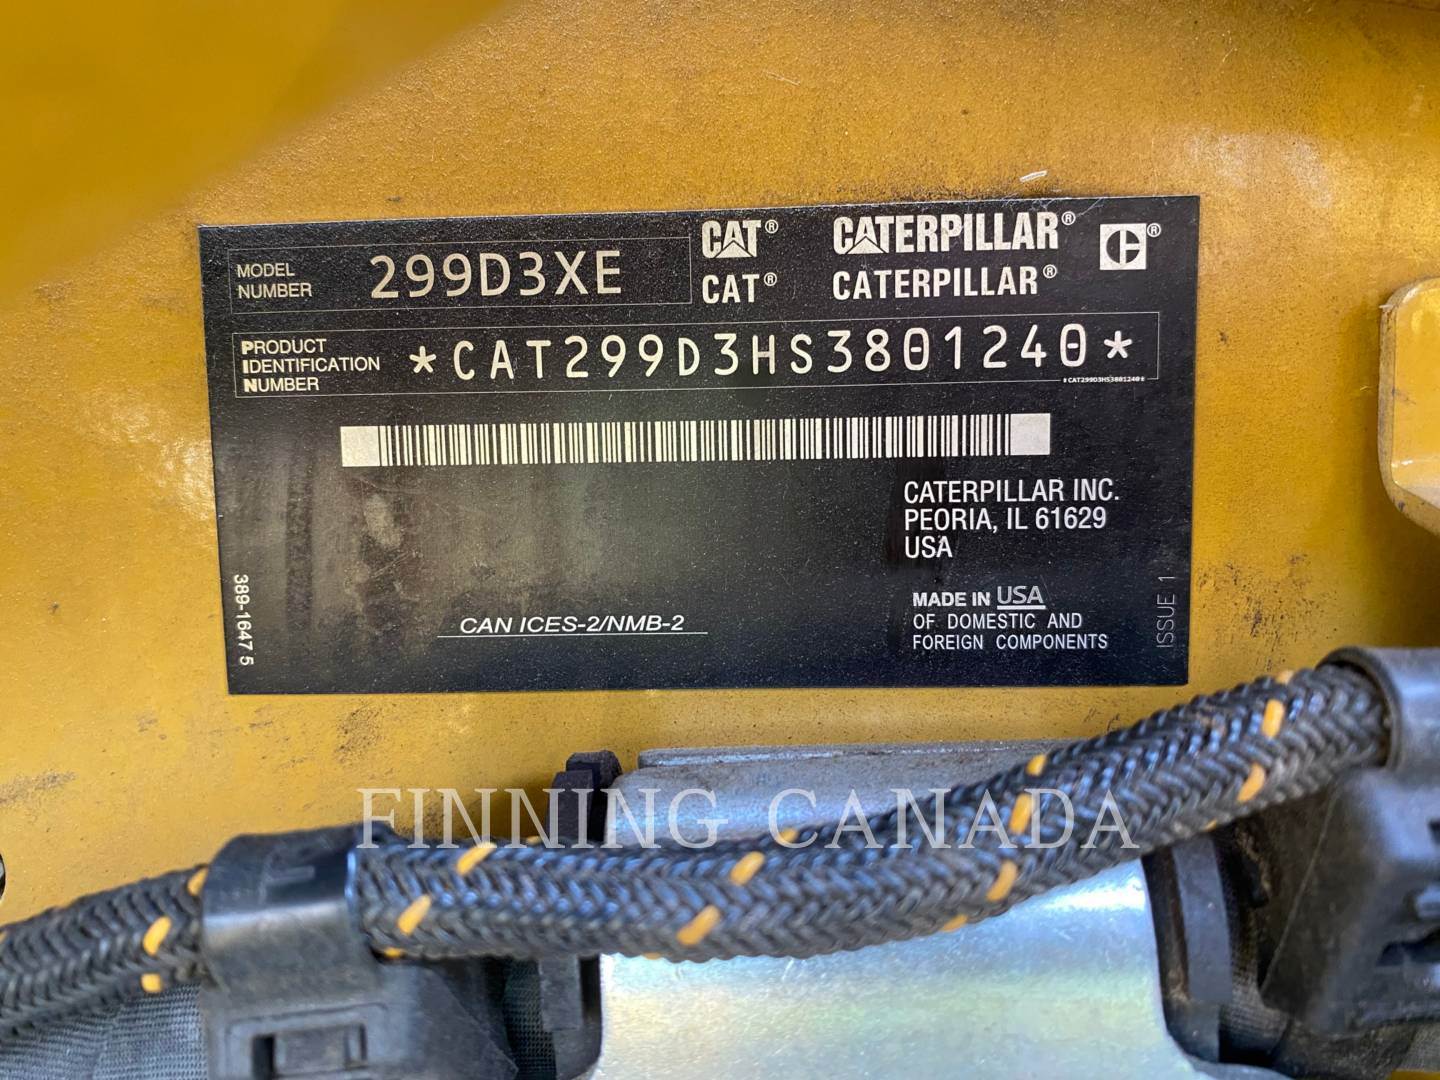 MODEL NUMBER 299D3XE
CAT® CATERPILLAR® ®
CAT® CATERPILLAR®
PRODUCT
IDENTIFICATION
NUMBER
*CAT299D3HS3801240*
*CAT299D3HS3801240*
CATERPILLAR INC.
PEORIA, IL 61629
USA
MADE IN USA
OF DOMESTIC AND
FOREIGN COMPONENTS
CAN ICES-2/NMB-2
389-1647 5
ISSUE 1
FINNING CANADA